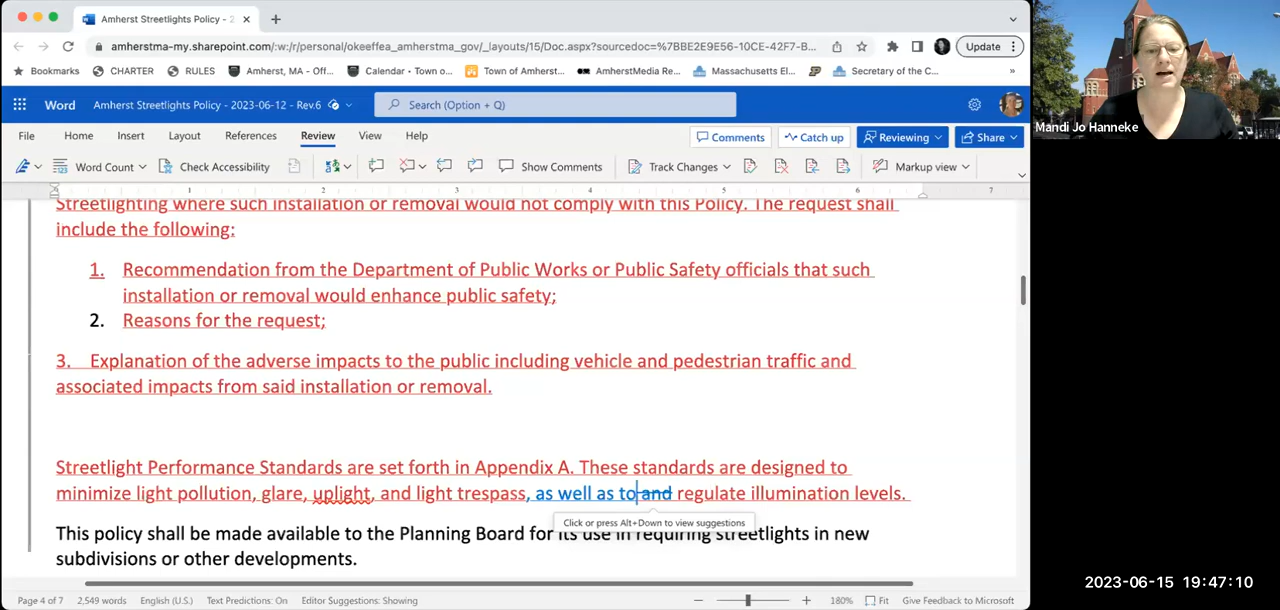 Amherst Streetlights Policy - 2
amherstma-my.sharepoint.com/:w:/r/personal/okeeffea_amherstma_gov/_layouts/15/Doc.aspx?sourcedoc=%7BBE2E9E56-10CE-42F7-B...
Update
Bookmarks CHARTER RULES Amherst, MA - Off... Calendar • Town o... Town of Amherst... AmherstMedia Re... Massachusetts El... Secretary of the C... »
Word Amherst Streetlights Policy - 2023-06-12 - Rev.6 Search (Option + Q)
File Home Insert Layout References Review View Help Comments Catch up Reviewing Share
Word Count Check Accessibility Show Comments Track Changes Markup view
1 2 3 4 5 6 7
Streetlighting where such installation or removal would not comply with this Policy. The request shall
include the following:
1. Recommendation from the Department of Public Works or Public Safety officials that such
installation or removal would enhance public safety;
2. Reasons for the request;
3. Explanation of the adverse impacts to the public including vehicle and pedestrian traffic and
associated impacts from said installation or removal.
Streetlight Performance Standards are set forth in Appendix A. These standards are designed to
minimize light pollution, glare, uplight, and light trespass, as well as to and regulate illumination levels.
Click or press Alt+Down to view suggestions
This policy shall be made available to the Planning Board for its use in requiring streetlights in new
subdivisions or other developments.
Page 4 of 7 2,549 words English (U.S.) Text Predictions: On Editor Suggestions: Showing 180% Fit Give Feedback to Microsoft
Mandi Jo Hanneke
2023-06-15 19:47:10